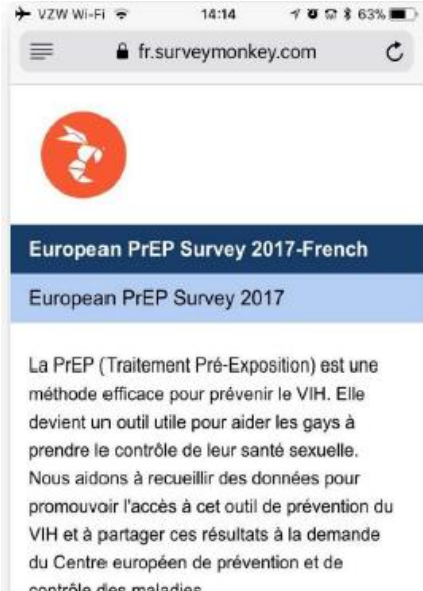 VZW Wi-Fi 14:14 63%
fr.surveymonkey.com
European PrEP Survey 2017-French
European PrEP Survey 2017
La PrEP (Traitement Pré-Exposition) est une
méthode efficace pour prévenir le VIH. Elle
devient un outil utile pour aider les gays à
prendre le contrôle de leur santé sexuelle.
Nous aidons à recueillir des données pour
promouvoir l'accès à cet outil de prévention du
VIH et à partager ces résultats à la demande
du Centre européen de prévention et de
contrôle des maladies